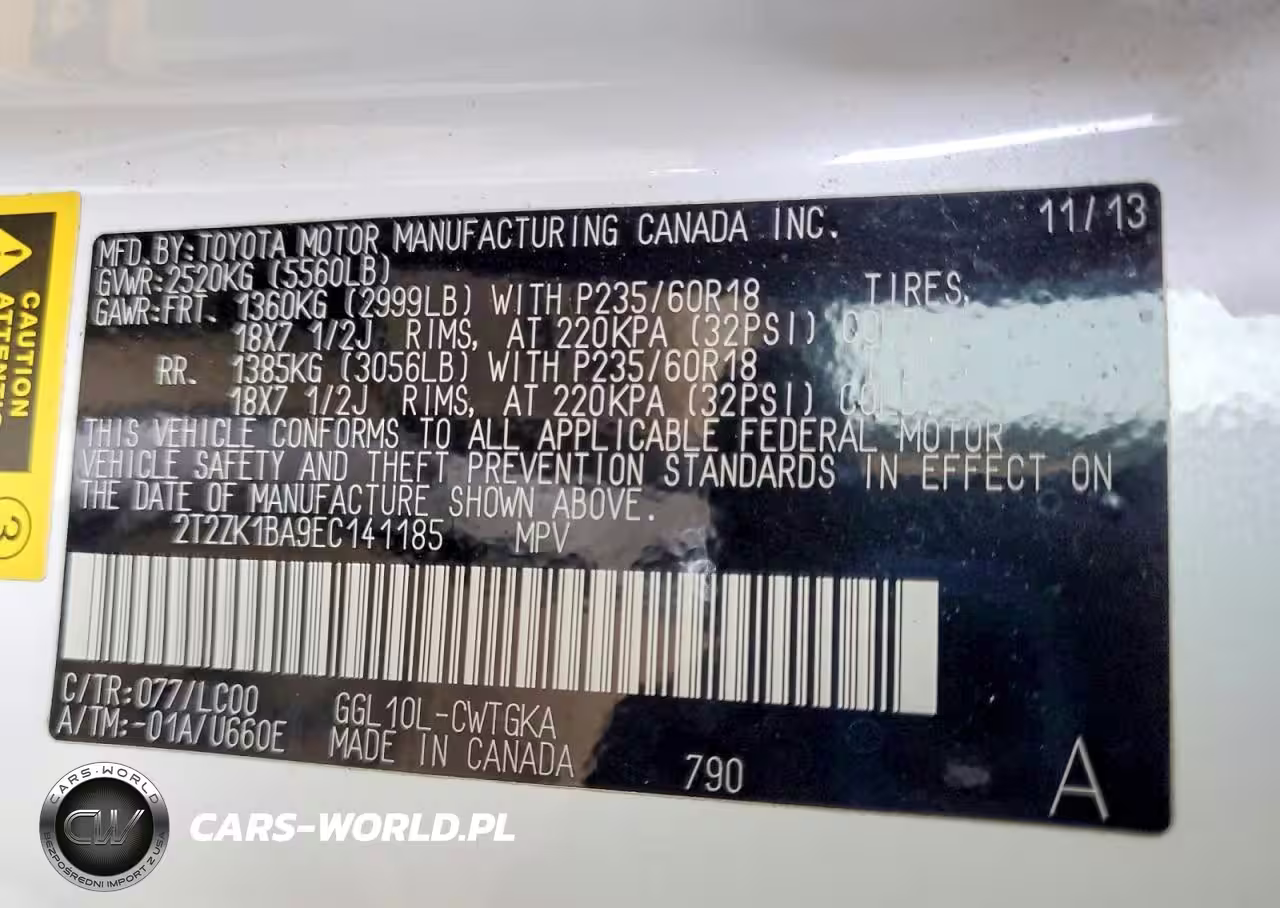 MFD.BY:TOYOTA MOTOR MANUFACTURING CANADA INC. 11/13
GVWR:2520KG (5560LB)
GAWR:FRT. 1360KG (2999LB) WITH P235/60R18 TIRES,
18X7 1/2J RIMS, AT 220KPA (32PSI)
RR. 1385KG (3056LB) WITH P235/60R18
18X7 1/2J RIMS, AT 220KPA (32PSI)
THIS VEHICLE CONFORMS TO ALL APPLICABLE FEDERAL MOTOR
VEHICLE SAFETY AND THEFT PREVENTION STANDARDS IN EFFECT ON
THE DATE OF MANUFACTURE SHOWN ABOVE.
2T2ZK1BA9EC141185 MPV
C/TR:077/LC00 GGL10L-CWTGKA
A/TM:-01A/U660E MADE IN CANADA 790 A
CAUTION
3
CARS-WORLD
CW
BEZPOŚREDNI IMPORT Z USA
CARS-WORLD.PL